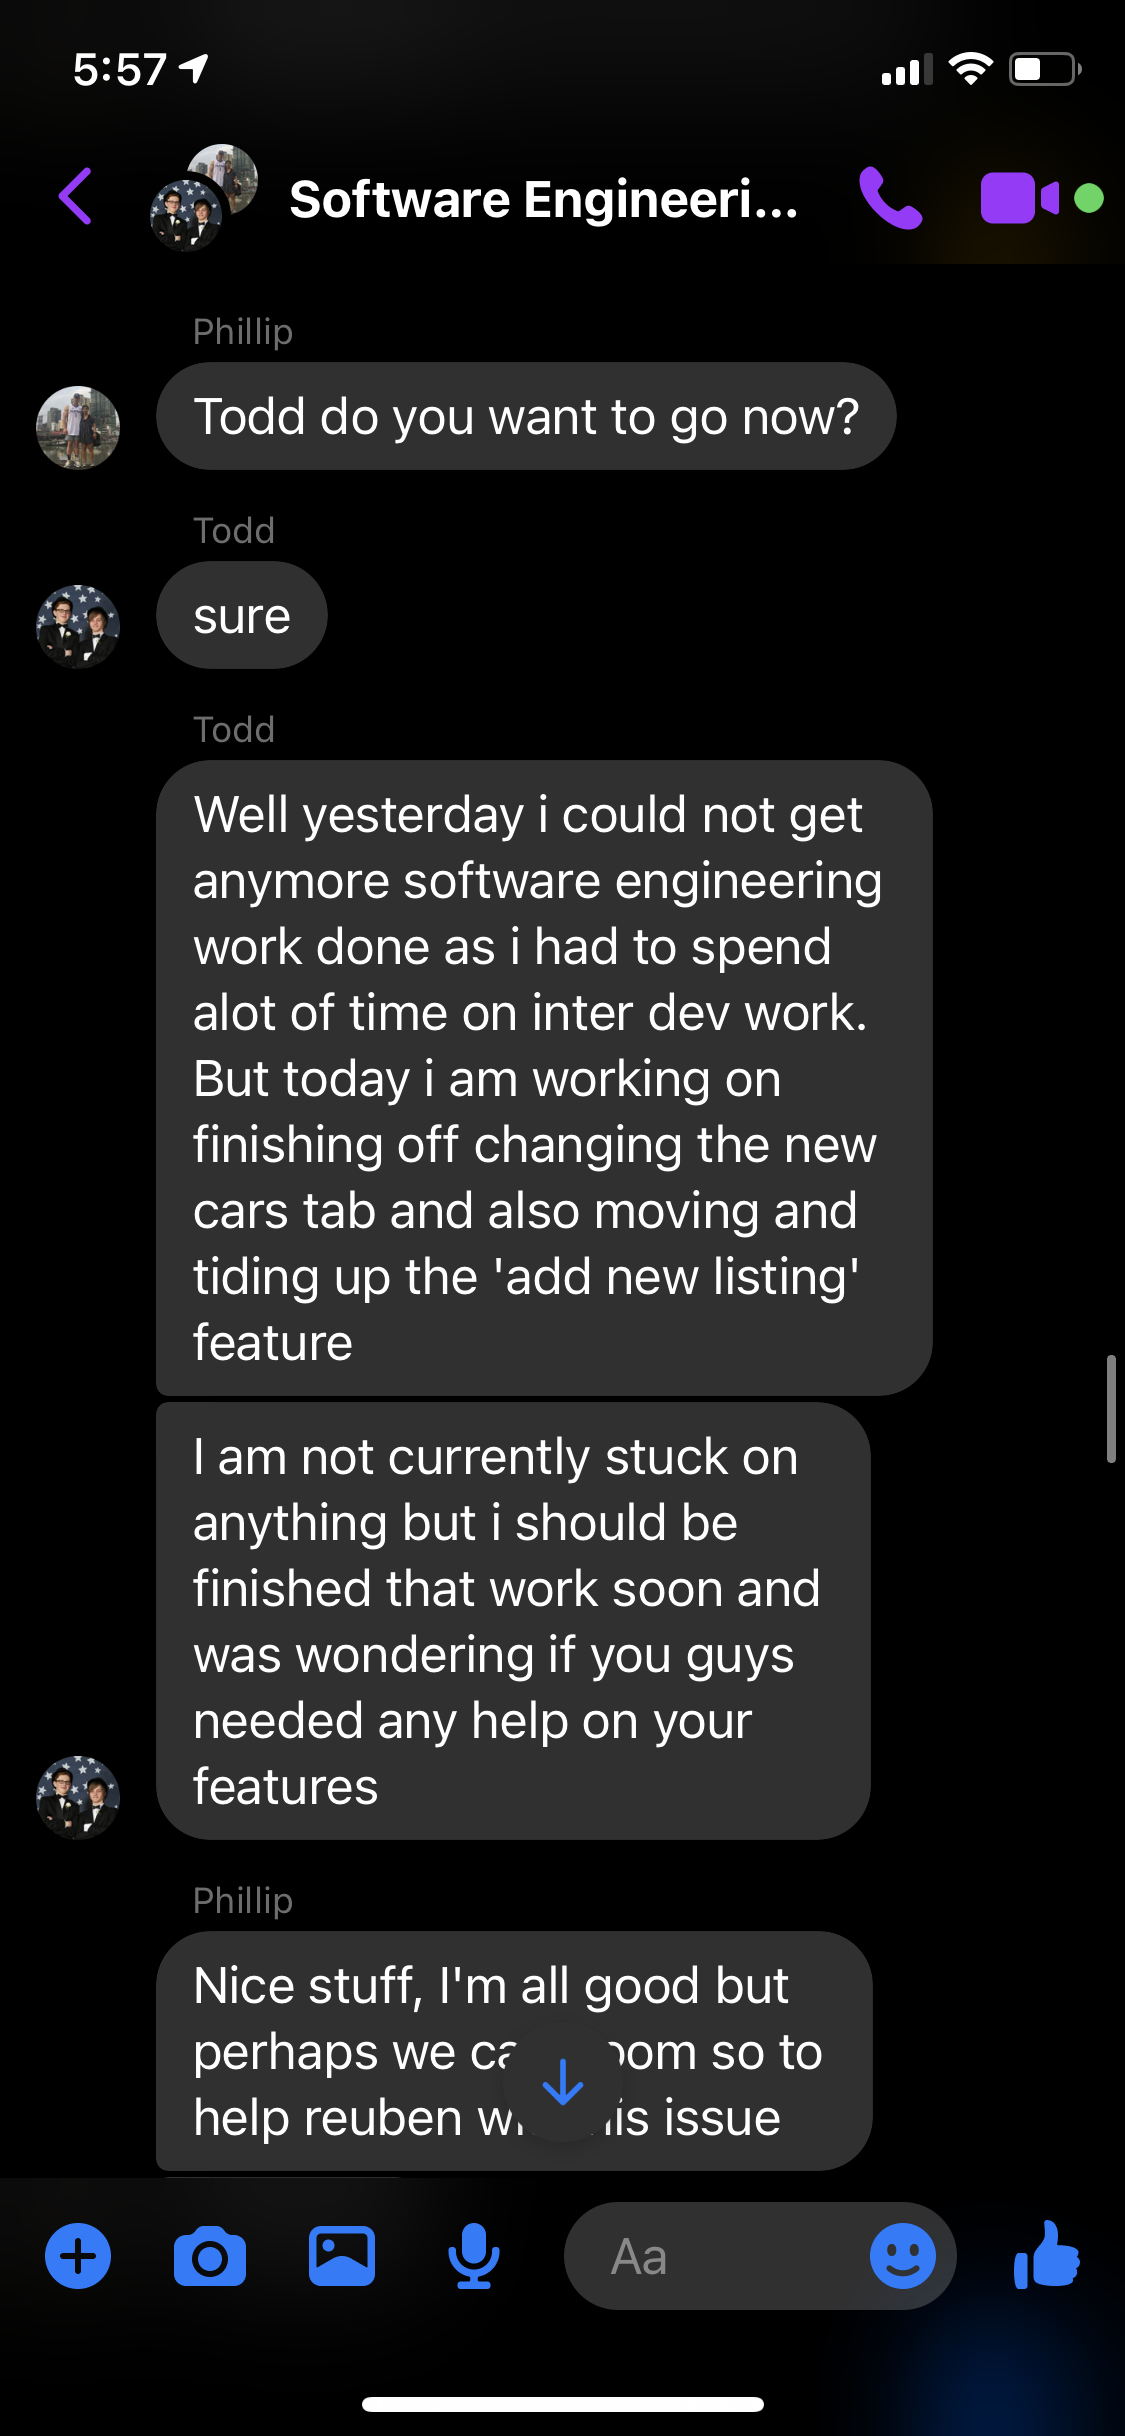 5:57
Software Engineeri...
Phillip
Todd do you want to go now?
Todd
sure
Todd
Well yesterday i could not get
anymore software engineering
work done as i had to spend
alot of time on inter dev work.
But today i am working on
finishing off changing the new
cars tab and also moving and
tiding up the 'add new listing'
feature
I am not currently stuck on
anything but i should be
finished that work soon and
was wondering if you guys
needed any help on your
features
Phillip
Nice stuff, I'm all good but
perhaps we so to
help reuben issue
Aa